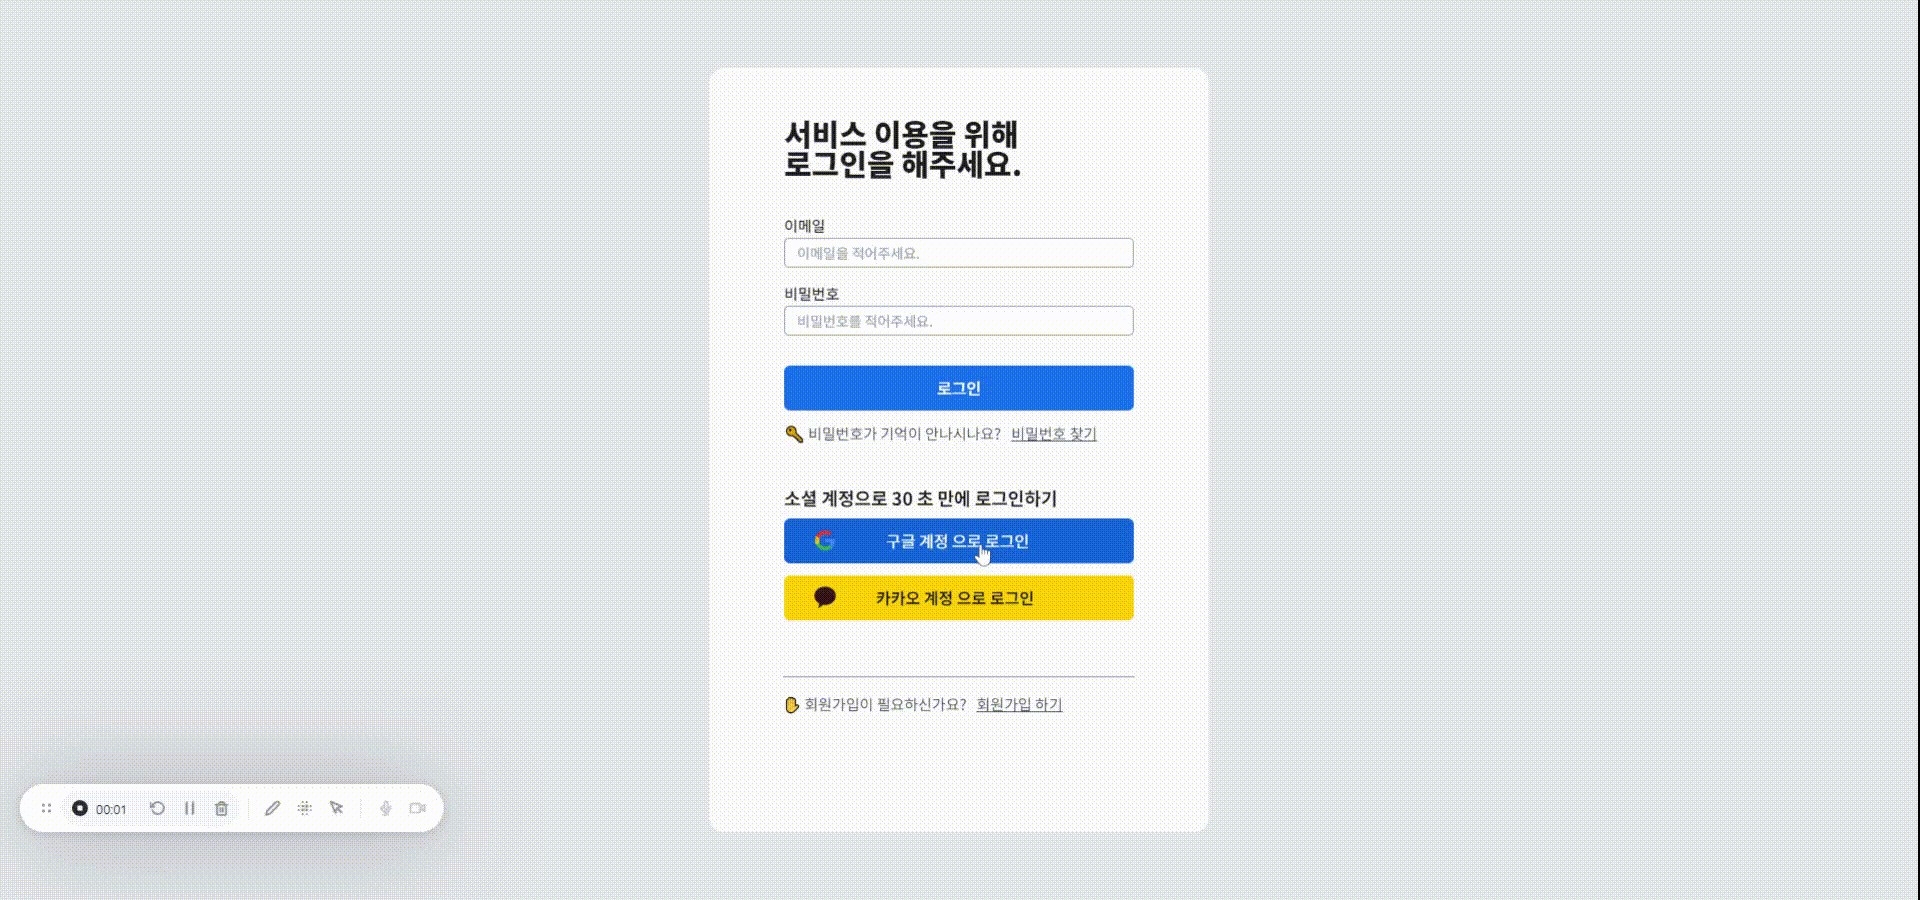 서비스 이용을 위해
로그인을 해주세요.
이메일
이메일을 적어주세요.
비밀번호
비밀번호를 적어주세요.
로그인
비밀번호가 기억이 안나시나요? 비밀번호 찾기
소셜 계정으로 30 초 만에 로그인하기
구글 계정 으로 로그인
카카오 계정 으로 로그인
회원가입이 필요하신가요? 회원가입 하기
00:01